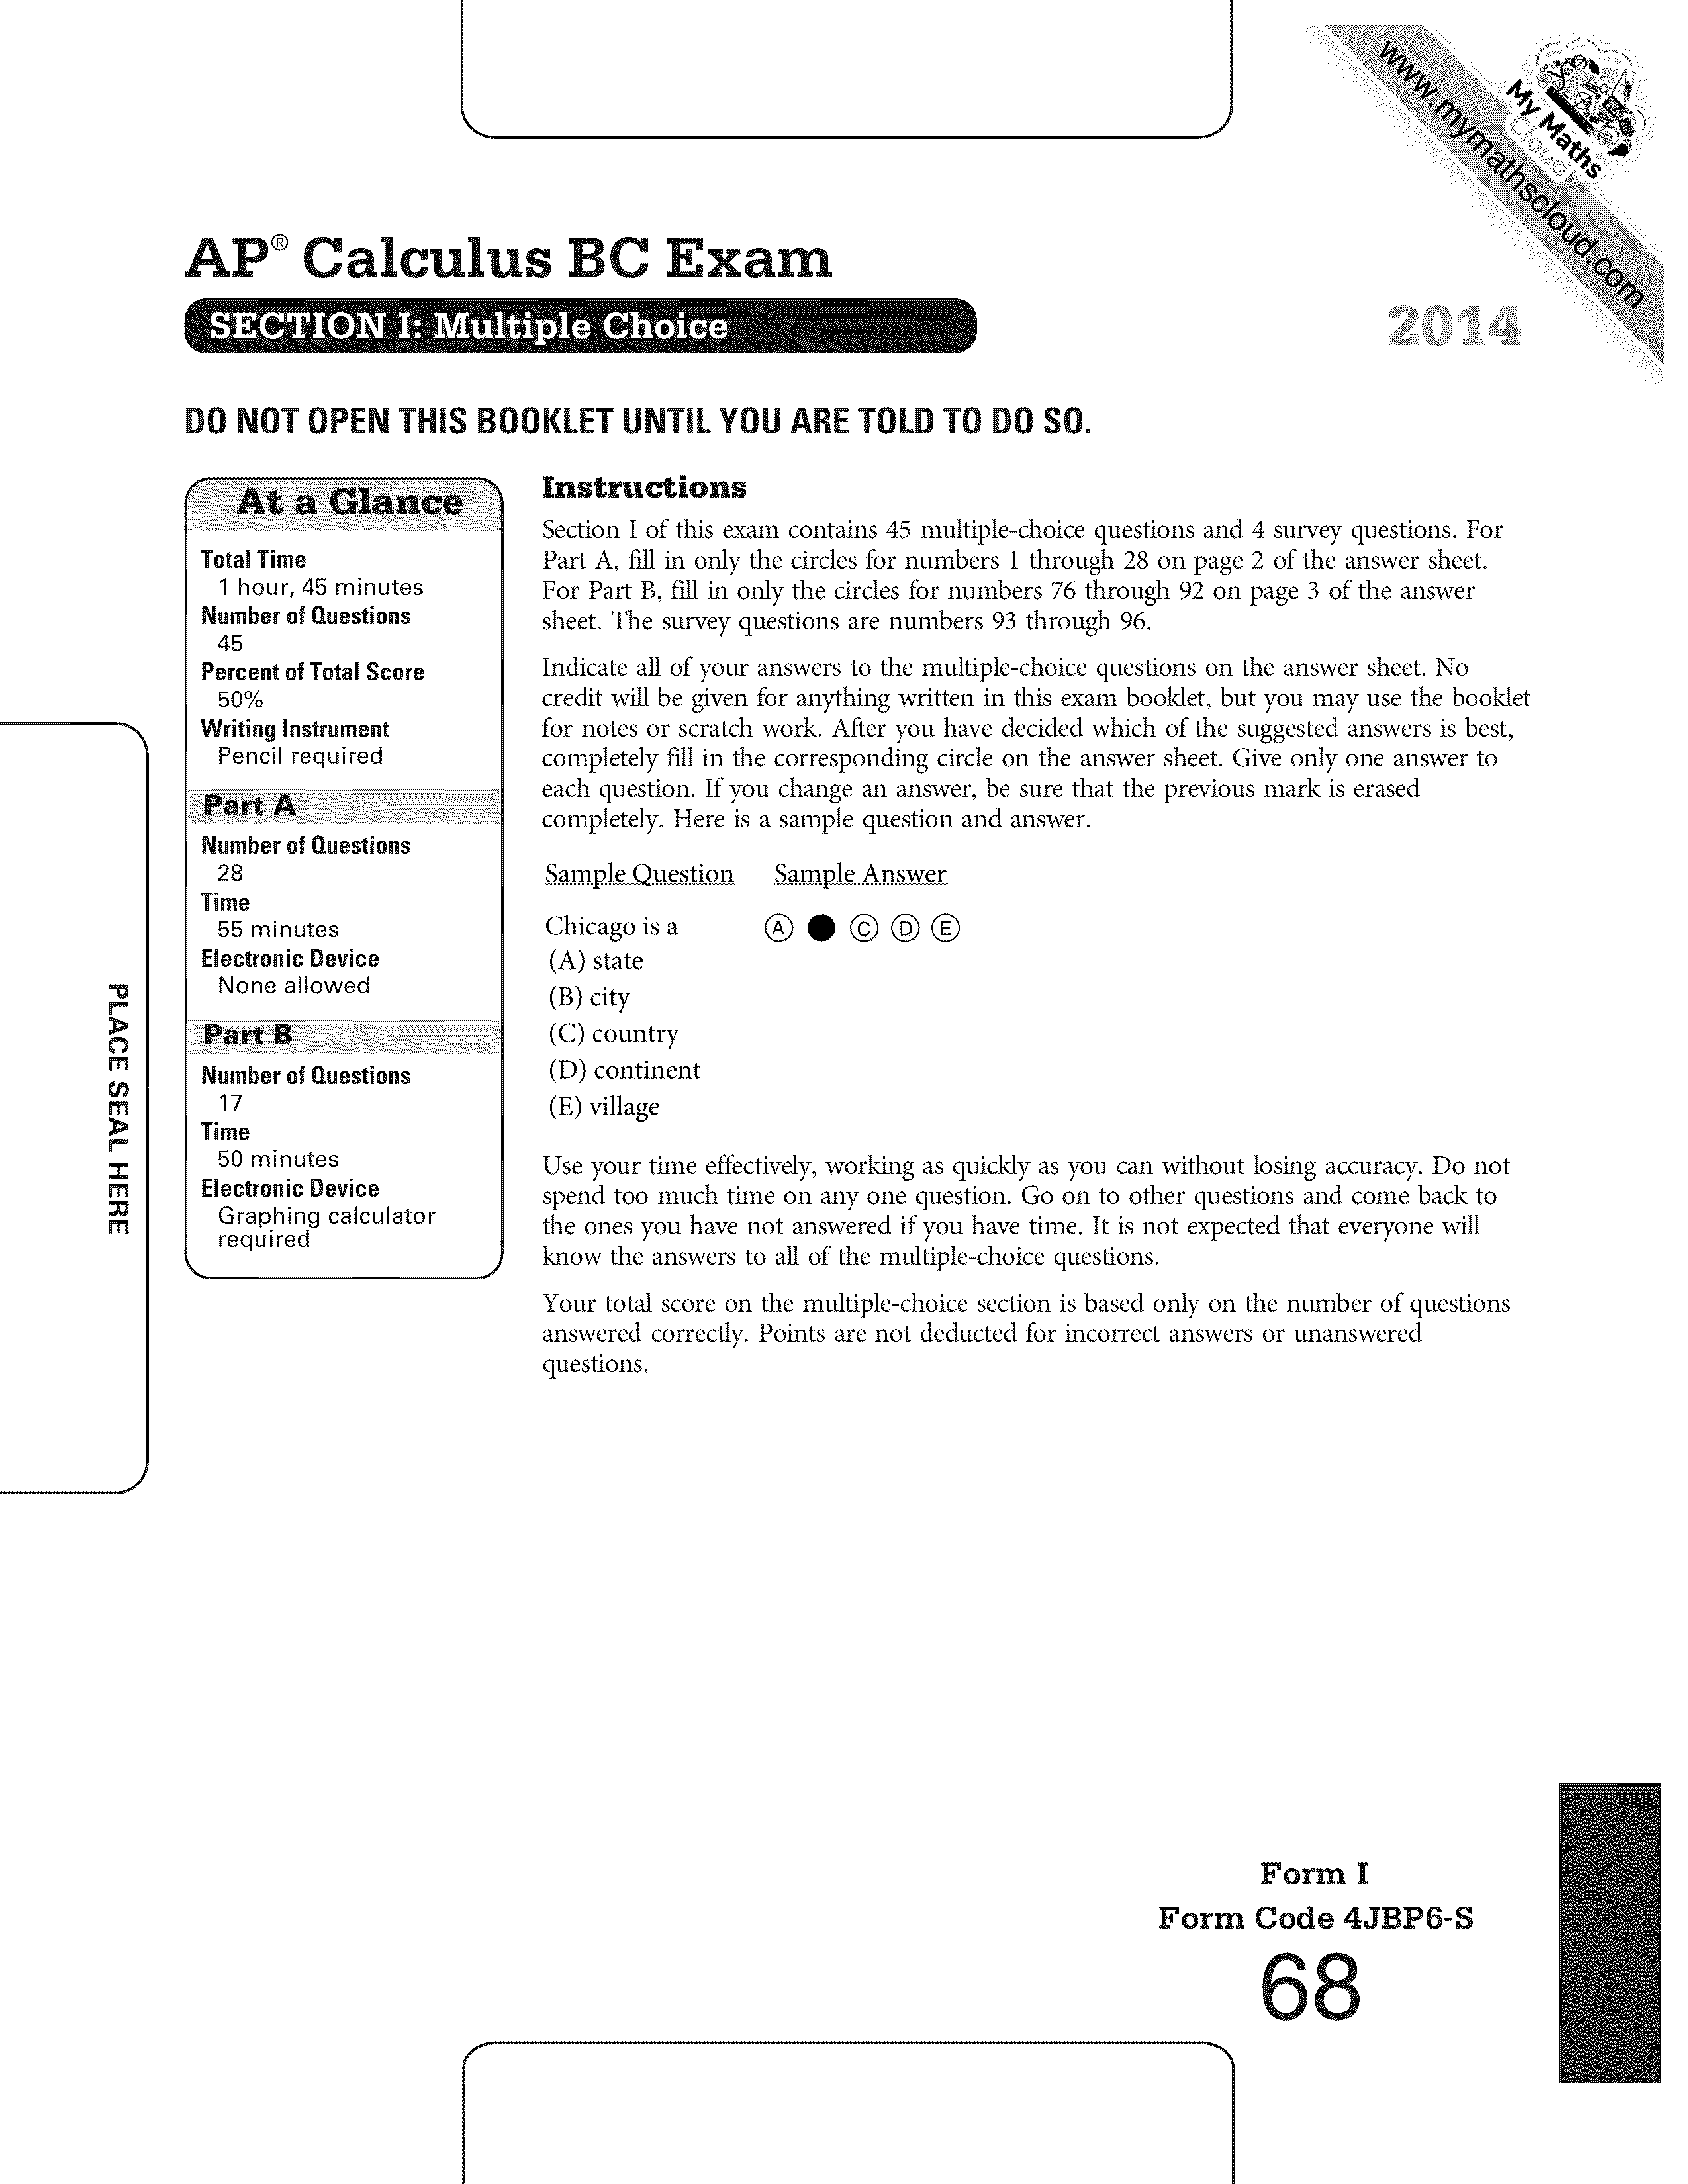 www.mymathscloud.com
My Maths
Cloud
AP® Calculus BC Exam
SECTION I: Multiple Choice
2014
DO NOT OPEN THIS BOOKLET UNTIL YOU ARE TOLD TO DO SO.
At a Glance
Total Time
1 hour, 45 minutes
Number of Questions
45
Percent of Total Score
50%
Writing Instrument
Pencil required
Part A
Number of Questions
28
Time
55 minutes
Electronic Device
None allowed
Part B
Number of Questions
17
Time
50 minutes
Electronic Device
Graphing calculator
required
Instructions
Section I of this exam contains 45 multiple-choice questions and 4 survey questions. For
Part A, fill in only the circles for numbers 1 through 28 on page 2 of the answer sheet.
For Part B, fill in only the circles for numbers 76 through 92 on page 3 of the answer
sheet. The survey questions are numbers 93 through 96.
Indicate all of your answers to the multiple-choice questions on the answer sheet. No
credit will be given for anything written in this exam booklet, but you may use the booklet
for notes or scratch work. After you have decided which of the suggested answers is best,
completely fill in the corresponding circle on the answer sheet. Give only one answer to
each question. If you change an answer, be sure that the previous mark is erased
completely. Here is a sample question and answer.
Sample Question Sample Answer
Chicago is a A C D E
(A) state
(B) city
(C) country
(D) continent
(E) village
Use your time effectively, working as quickly as you can without losing accuracy. Do not
spend too much time on any one question. Go on to other questions and come back to
the ones you have not answered if you have time. It is not expected that everyone will
know the answers to all of the multiple-choice questions.
Your total score on the multiple-choice section is based only on the number of questions
answered correctly. Points are not deducted for incorrect answers or unanswered
questions.
PLACE SEAL HERE
Form I
Form Code 4JBP6-S
68